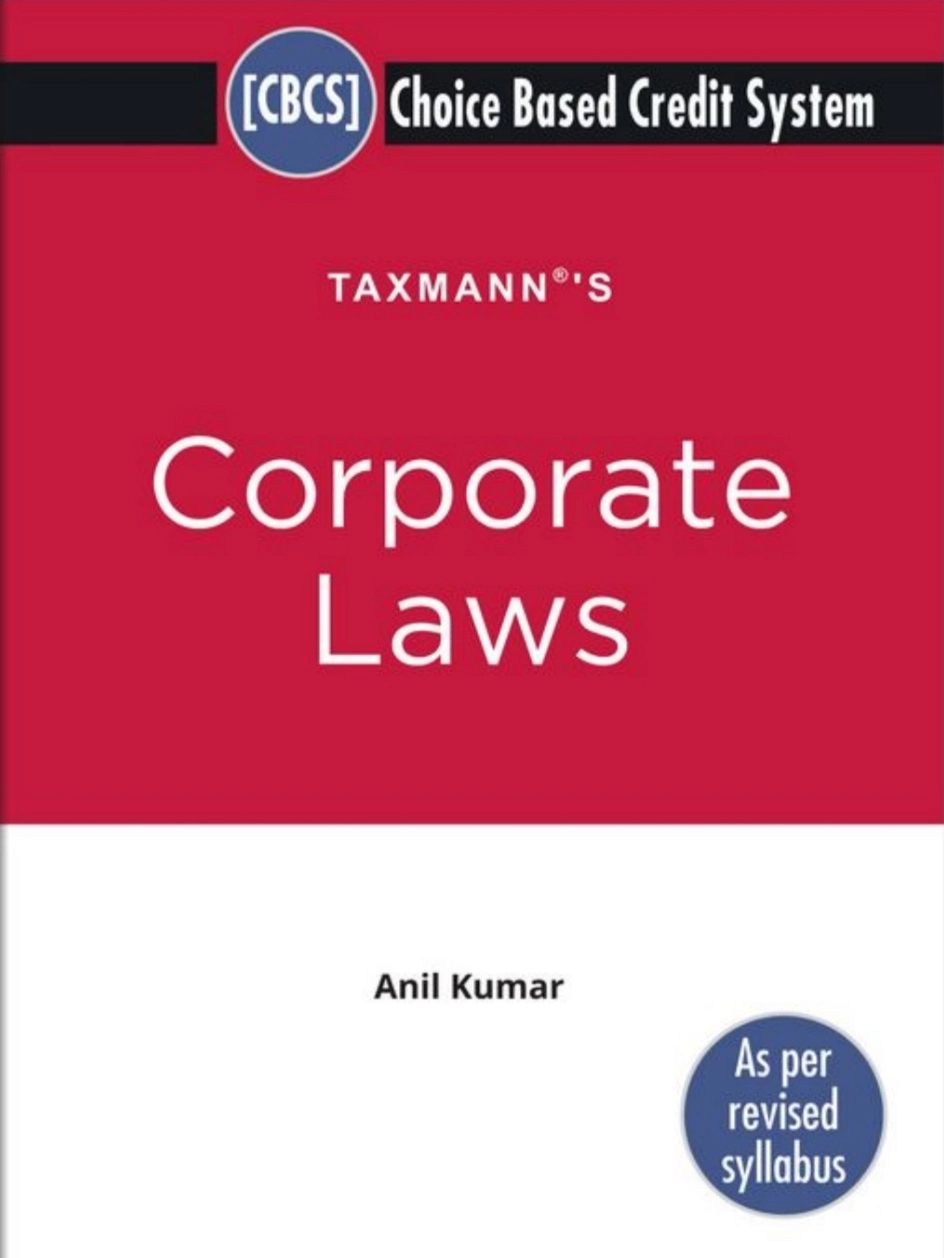 [CBCS] Choice Based Credit System
TAXMANN®'S
Corporate
Laws
Anil Kumar
As per
revised
syllabus